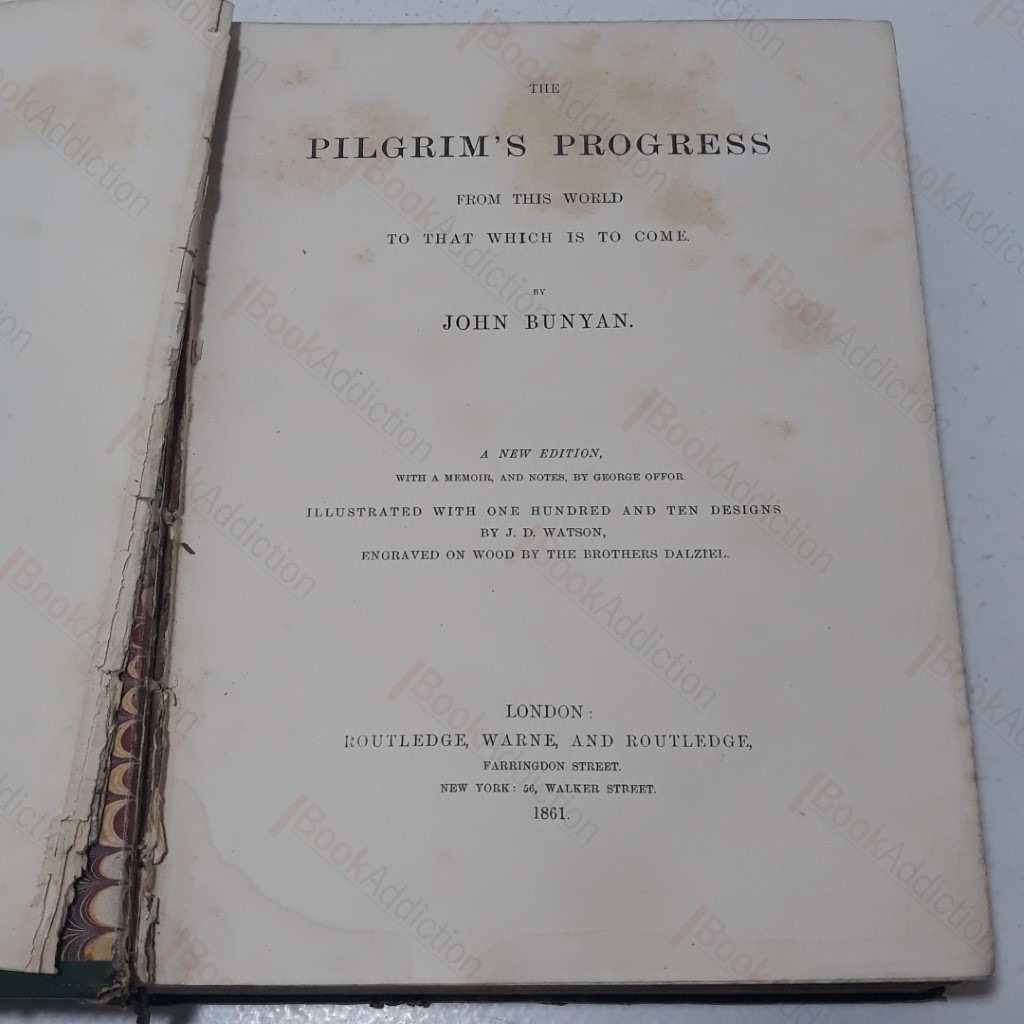 THE
PILGRIM'S PROGRESS
FROM THIS WORLD
TO THAT WHICH IS TO COME.
BY
JOHN BUNYAN.
A NEW EDITION,
WITH A MEMOIR, AND NOTES, BY GEORGE OFFOR.
ILLUSTRATED WITH ONE HUNDRED AND TEN DESIGNS
BY J. D. WATSON,
ENGRAVED ON WOOD BY THE BROTHERS DALZIEL.
LONDON:
ROUTLEDGE, WARNE, AND ROUTLEDGE,
FARRINGDON STREET.
NEW YORK: 56, WALKER STREET.
1861.
BookAddiction